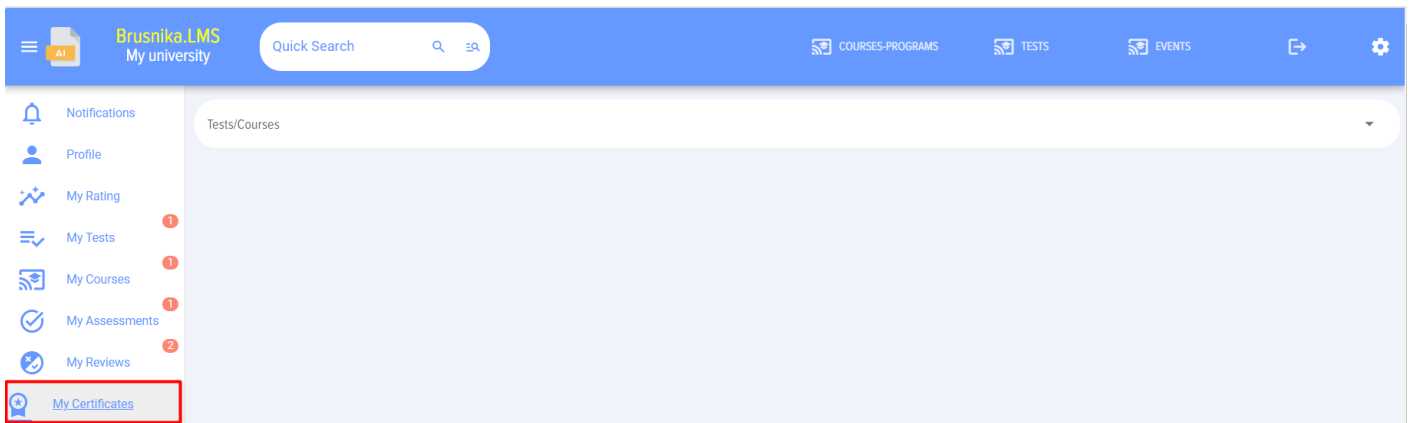 AI
Brusnika.LMS
My university
Quick Search
COURSES-PROGRAMS
TESTS
EVENTS
Notifications
Tests/Courses
Profile
My Rating
1
My Tests
1
My Courses
1
My Assessments
2
My Reviews
My Certificates